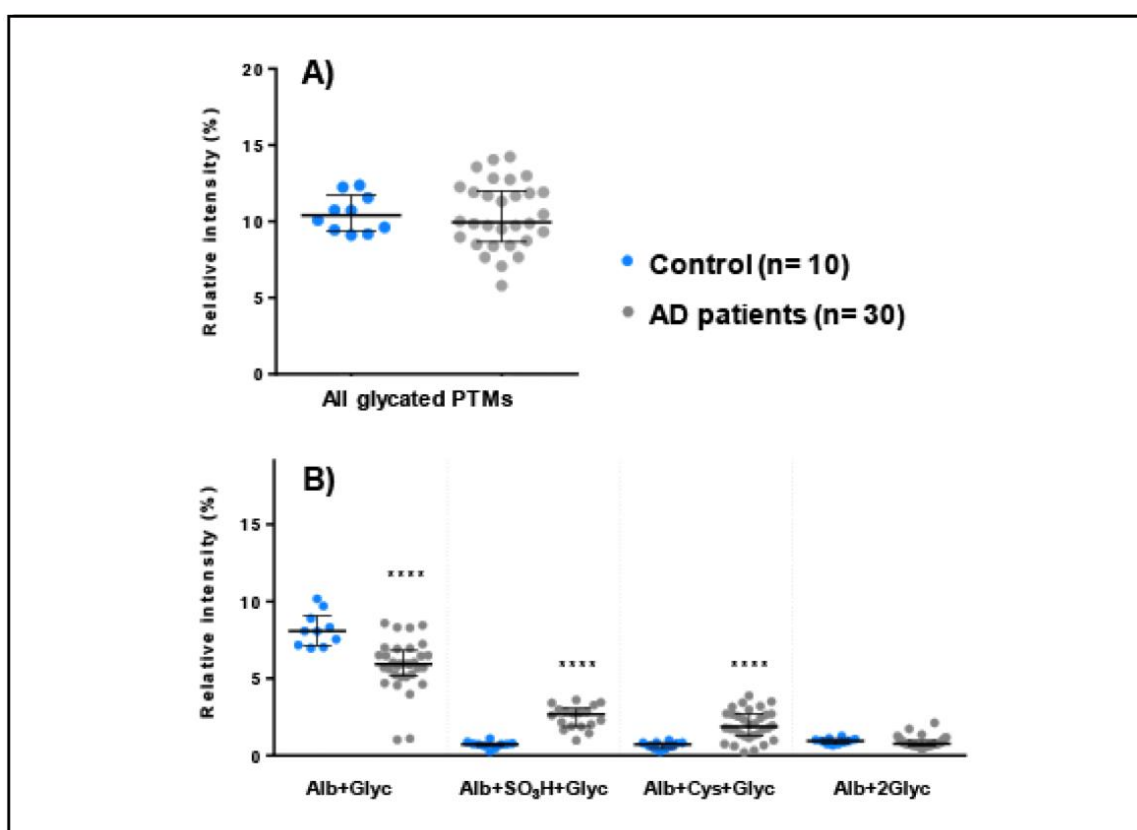 A)
Relative intensity (%)
20
15
10
5
0
All glycated PTMs
Control (n= 10)
AD patients (n= 30)
B)
Relative intensity (%)
15
10
5
0
****
****
****
Alb+Glyc
Alb+SO₃H+Glyc
Alb+Cys+Glyc
Alb+2Glyc